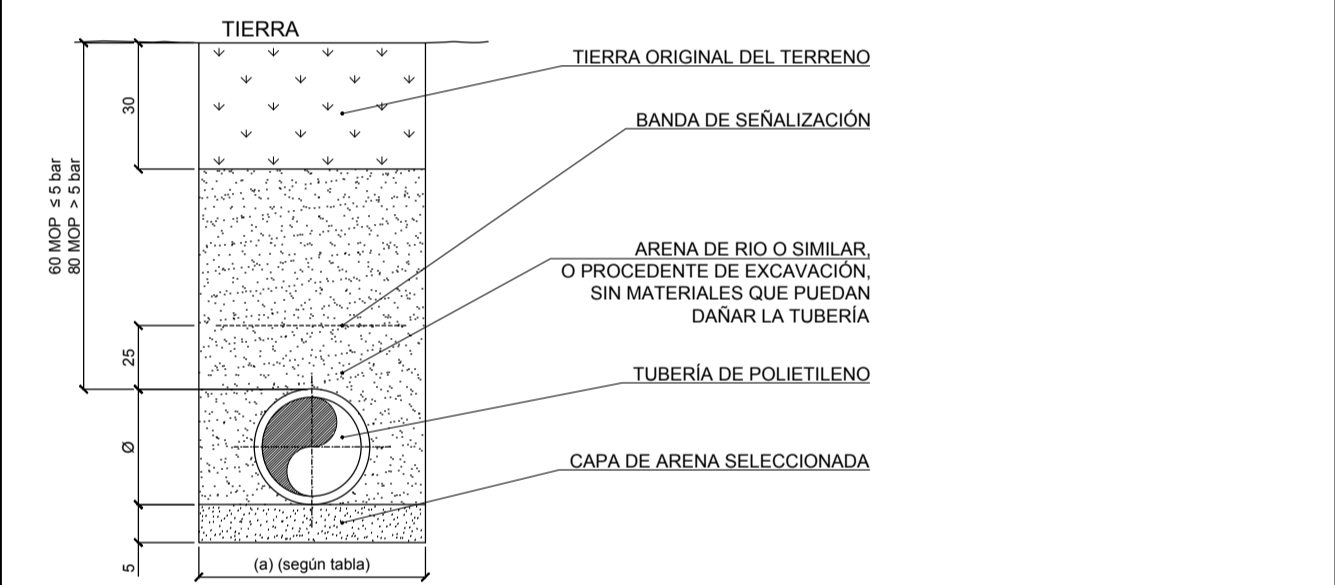 TIERRA
TIERRA ORIGINAL DEL TERRENO
30
BANDA DE SEÑALIZACIÓN
60 MOP ≤ 5 bar
80 MOP > 5 bar
ARENA DE RIO O SIMILAR,
O PROCEDENTE DE EXCAVACIÓN,
SIN MATERIALES QUE PUEDAN
DAÑAR LA TUBERÍA
25
TUBERÍA DE POLIETILENO
Ø
CAPA DE ARENA SELECCIONADA
5
(a) (según tabla)